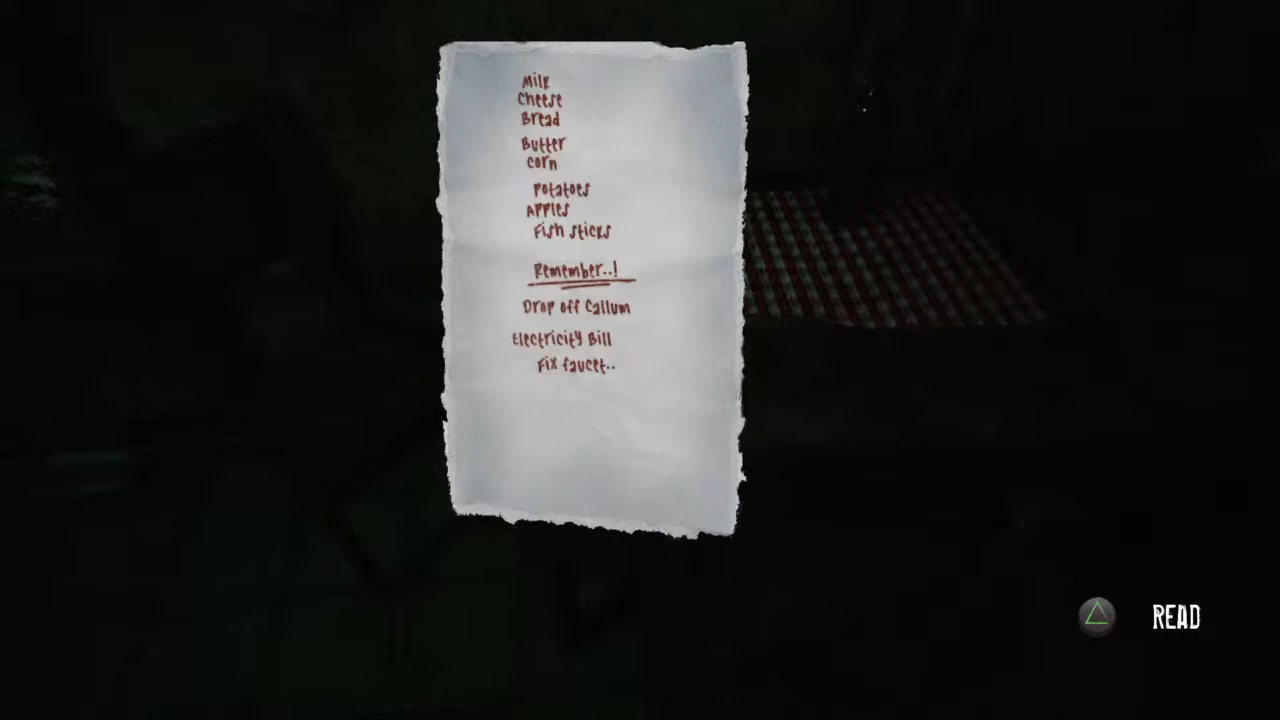 Milk
Cheese
Bread
Butter
corn
Potatoes
Apples
Fish sticks
Remember..!
Drop off Callum
Electricity Bill
Fix faucet..
READ